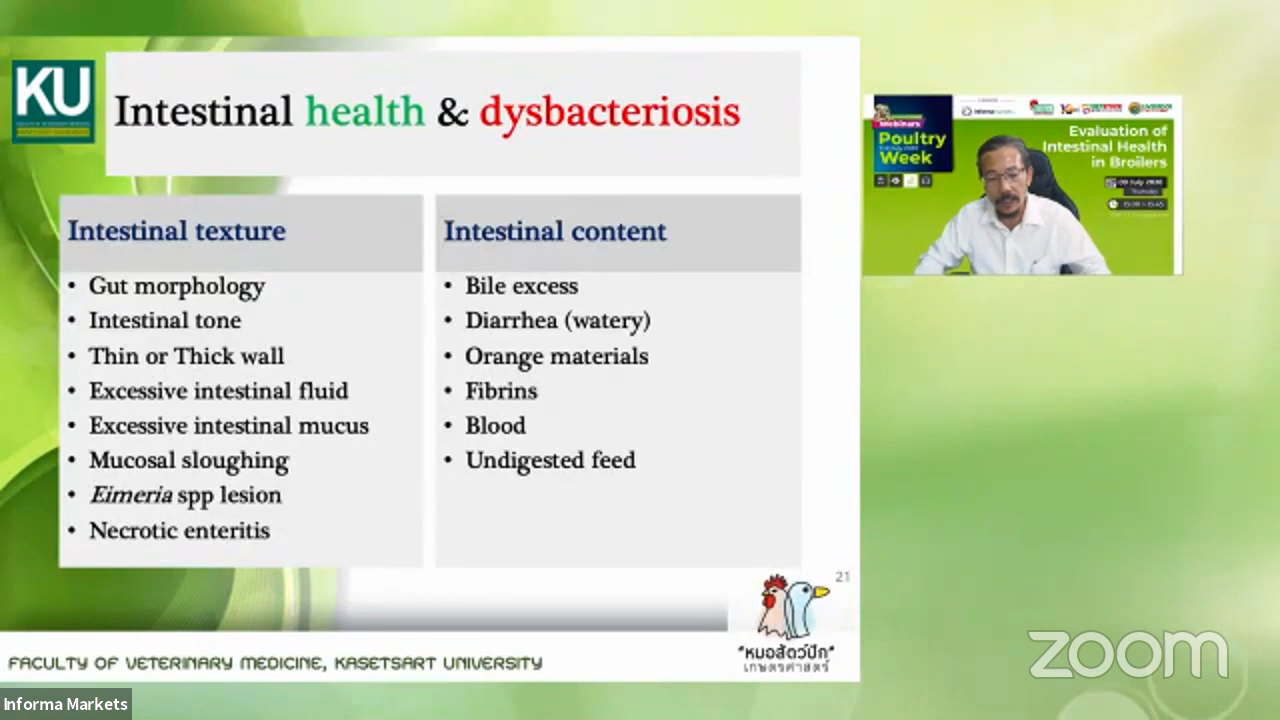 KU
Intestinal health & dysbacteriosis
Intestinal texture
• Gut morphology
• Intestinal tone
• Thin or Thick wall
• Excessive intestinal fluid
• Excessive intestinal mucus
• Mucosal sloughing
• Eimeria spp lesion
• Necrotic enteritis
Intestinal content
• Bile excess
• Diarrhea (watery)
• Orange materials
• Fibrins
• Blood
• Undigested feed
21
"หมอสัตว์ปีก"
เกษตรศาสตร์
FACULTY OF VETERINARY MEDICINE, KASETSART UNIVERSITY
Webinars
Poultry
Week
Evaluation of
Intestinal Health
in Broilers
zoom
Informa Markets